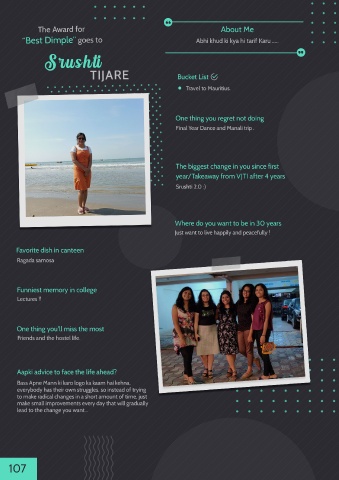 The Award for
"Best Dimple" goes to
Srushti
TIJARE
About Me
Abhi khud ki kya hi tarif Karu .....
Bucket List
Travel to Mauritius
One thing you regret not doing
Final Year Dance and Manali trip .
The biggest change in you since first
year/Takeaway from VJTI after 4 years
Srushti 2.0 :)
Where do you want to be in 30 years
Just want to live happily and peacefully !
Favorite dish in canteen
Ragada samosa
Funniest memory in college
Lectures !!
One thing you'll miss the most
Friends and the hostel life
Aapki advice to face the life ahead?
Bass Apne Mann ki karo logo ka kaam hai kehna,
everybody has their own struggles, so instead of trying
to make radical changes in a short amount of time, just
make small improvements every day that will gradually
lead to the change you want...
107